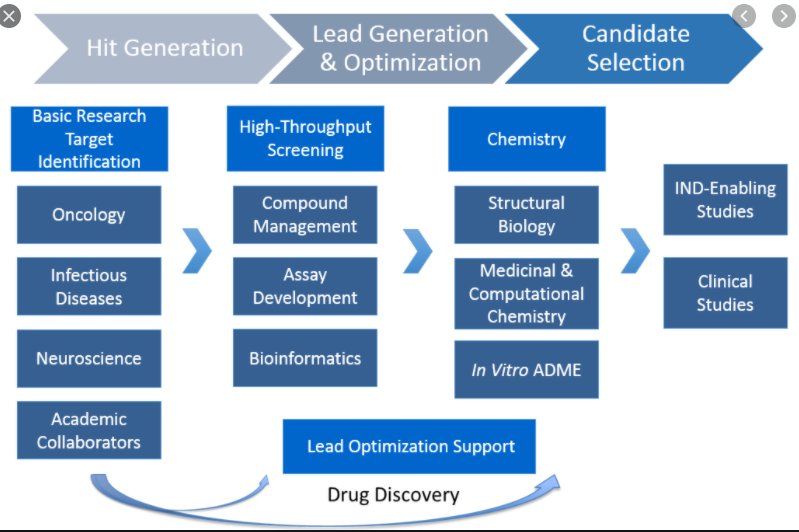 Hit Generation
Lead Generation
& Optimization
Candidate
Selection
Basic Research
Target
Identification
Oncology
Infectious
Diseases
Neuroscience
Academic
Collaborators
High-Throughput
Screening
Compound
Management
Assay
Development
Bioinformatics
Chemistry
Structural
Biology
Medicinal &
Computational
Chemistry
In Vitro ADME
IND-Enabling
Studies
Clinical
Studies
Lead Optimization Support
Drug Discovery